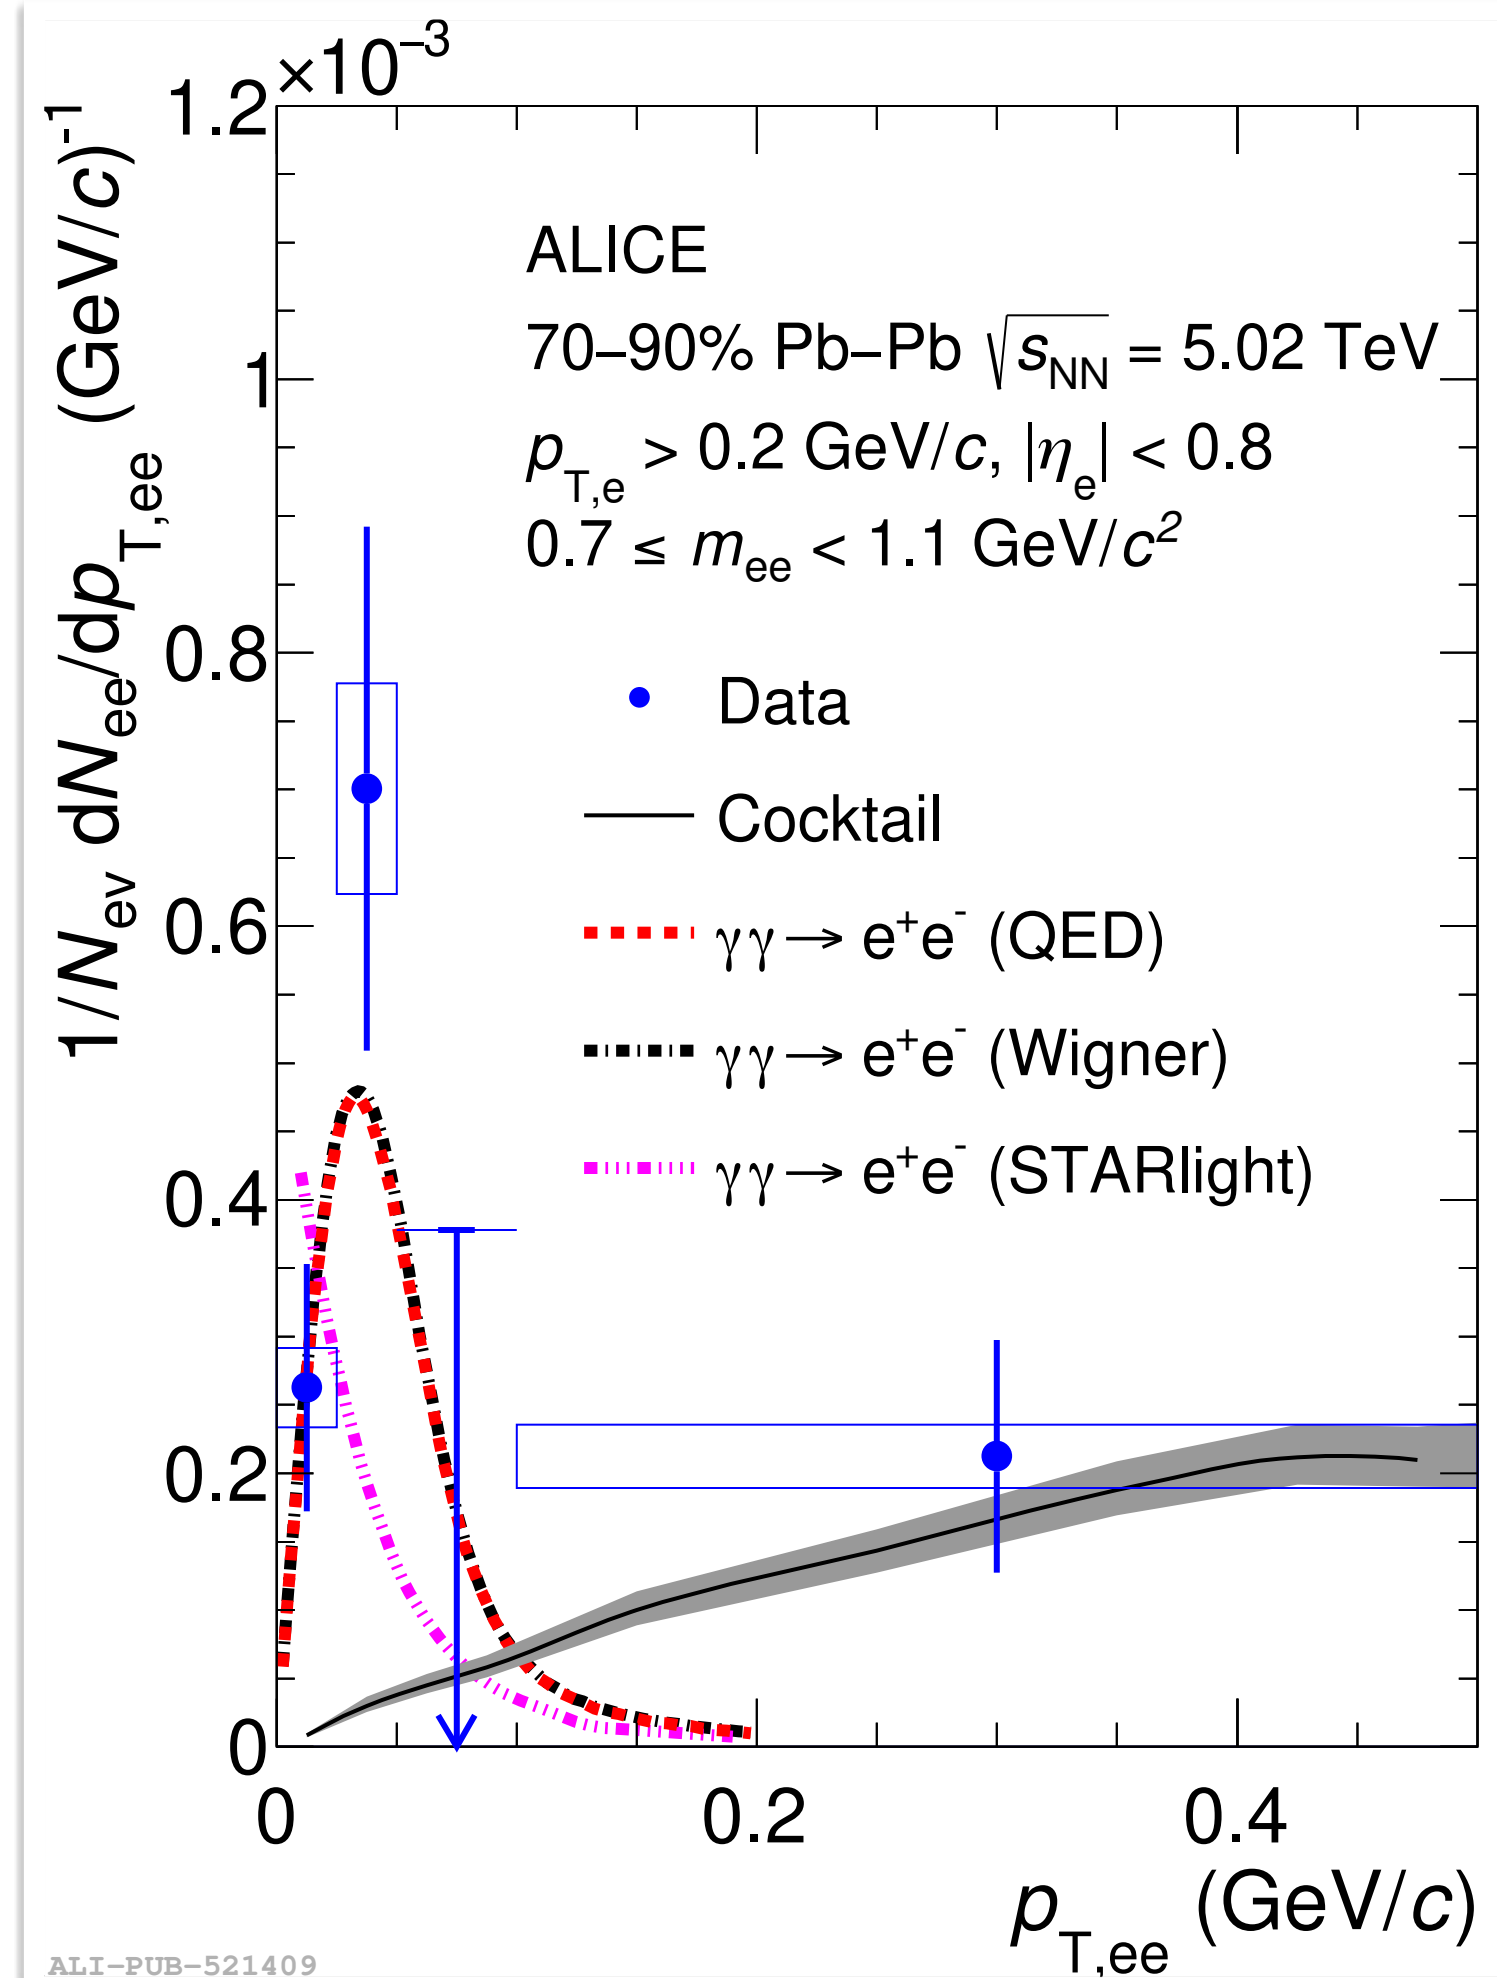 ×10⁻³
1/N_ev dN_ee/dp_T,ee (GeV/c)⁻¹
1.2
1
0.8
0.6
0.4
0.2
0
ALICE
70–90% Pb–Pb √s_NN = 5.02 TeV
p_T,e > 0.2 GeV/c, |η_e| < 0.8
0.7 ≤ m_ee < 1.1 GeV/c²
Data
Cocktail
γγ→ e⁺e⁻ (QED)
γγ→ e⁺e⁻ (Wigner)
γγ→ e⁺e⁻ (STARlight)
0 0.2 0.4
p_T,ee (GeV/c)
ALI-PUB-521409